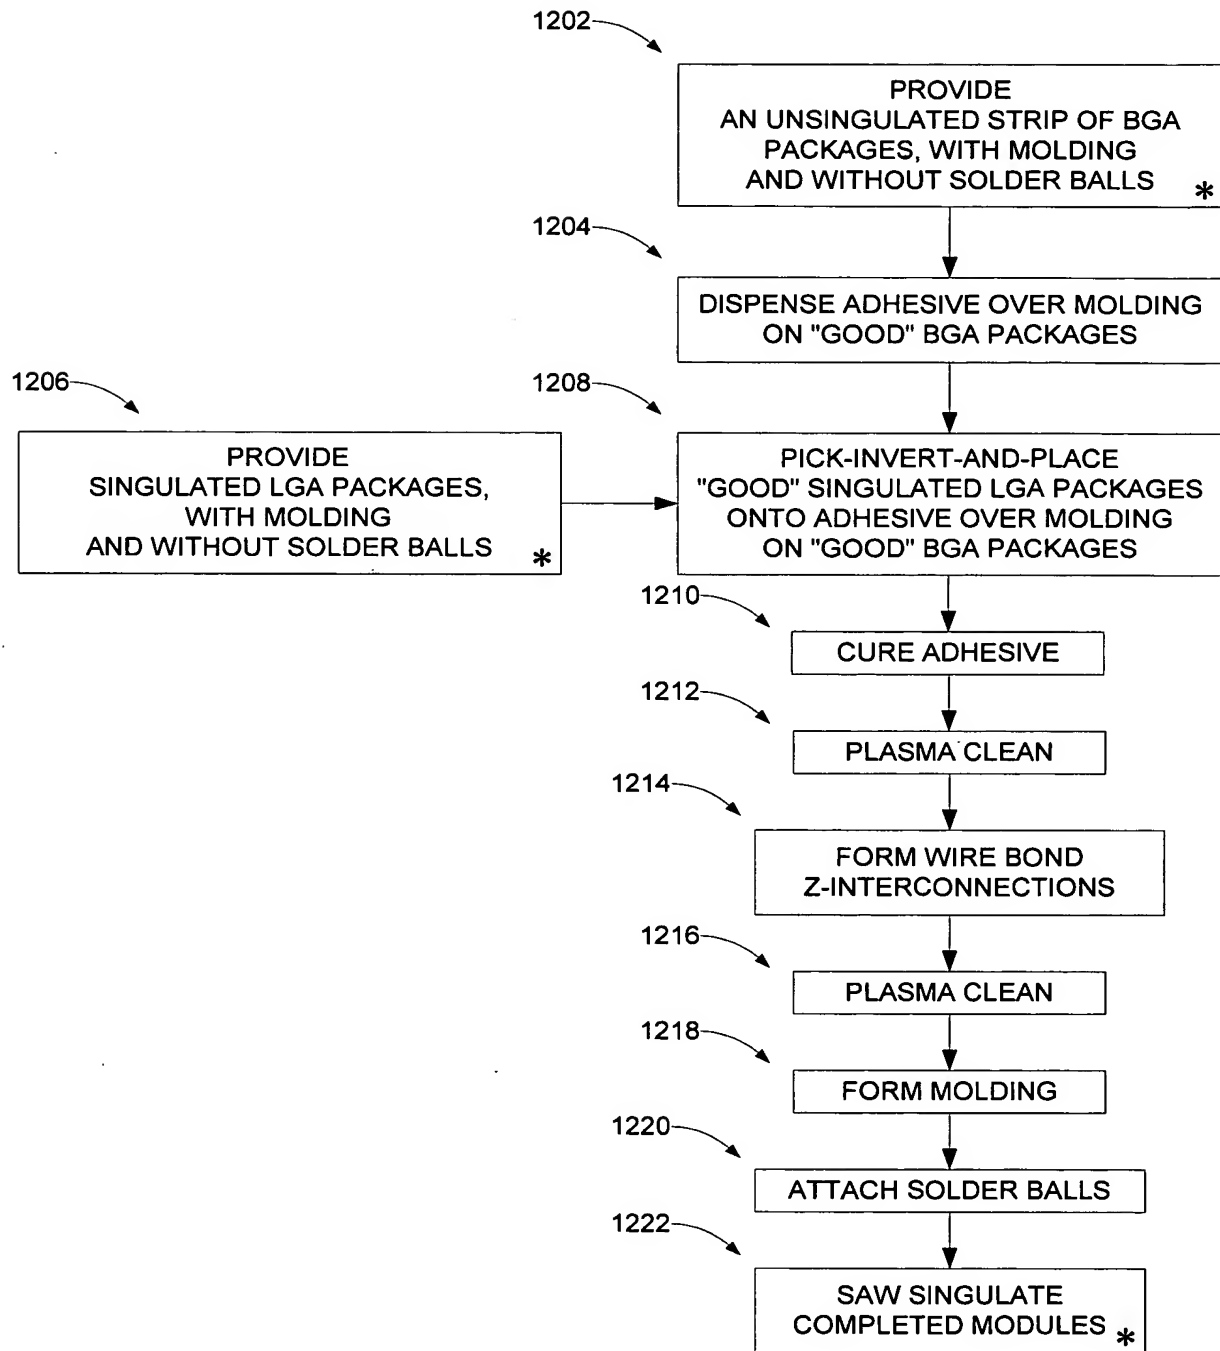 1202
PROVIDE
AN UNSINGULATED STRIP OF BGA
PACKAGES, WITH MOLDING
AND WITHOUT SOLDER BALLS *
1204
DISPENSE ADHESIVE OVER MOLDING
ON "GOOD" BGA PACKAGES
1206
PROVIDE
SINGULATED LGA PACKAGES,
WITH MOLDING
AND WITHOUT SOLDER BALLS *
1208
PICK-INVERT-AND-PLACE
"GOOD" SINGULATED LGA PACKAGES
ONTO ADHESIVE OVER MOLDING
ON "GOOD" BGA PACKAGES
1210
CURE ADHESIVE
1212
PLASMA CLEAN
1214
FORM WIRE BOND
Z-INTERCONNECTIONS
1216
PLASMA CLEAN
1218
FORM MOLDING
1220
ATTACH SOLDER BALLS
1222
SAW SINGULATE
COMPLETED MODULES *